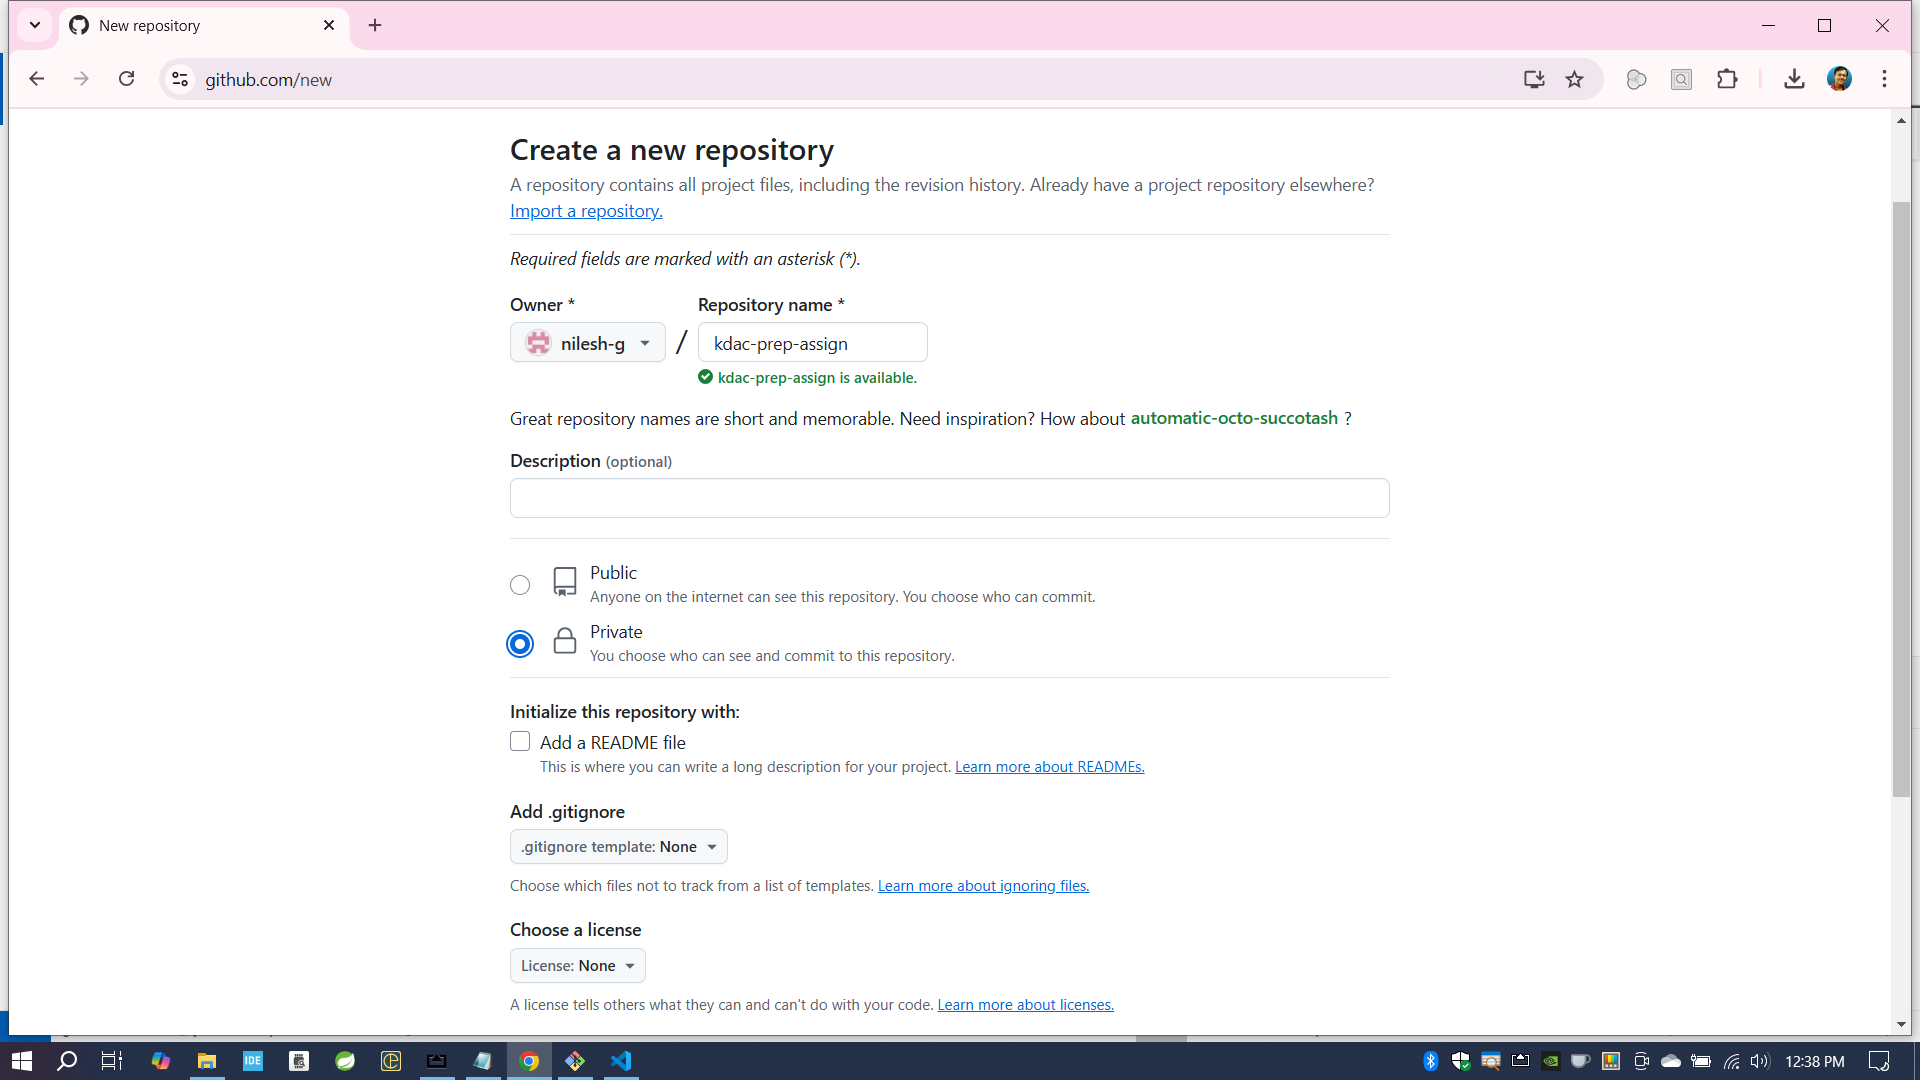 New repository
github.com/new
Create a new repository
A repository contains all project files, including the revision history. Already have a project repository elsewhere?
Import a repository.
Required fields are marked with an asterisk (*).
Owner *
Repository name *
nilesh-g
/
kdac-prep-assign
kdac-prep-assign is available.
Great repository names are short and memorable. Need inspiration? How about automatic-octo-succotash ?
Description (optional)
Public
Anyone on the internet can see this repository. You choose who can commit.
Private
You choose who can see and commit to this repository.
Initialize this repository with:
Add a README file
This is where you can write a long description for your project. Learn more about READMEs.
Add .gitignore
.gitignore template: None
Choose which files not to track from a list of templates. Learn more about ignoring files.
Choose a license
License: None
A license tells others what they can and can't do with your code. Learn more about licenses.
IDE
12:38 PM